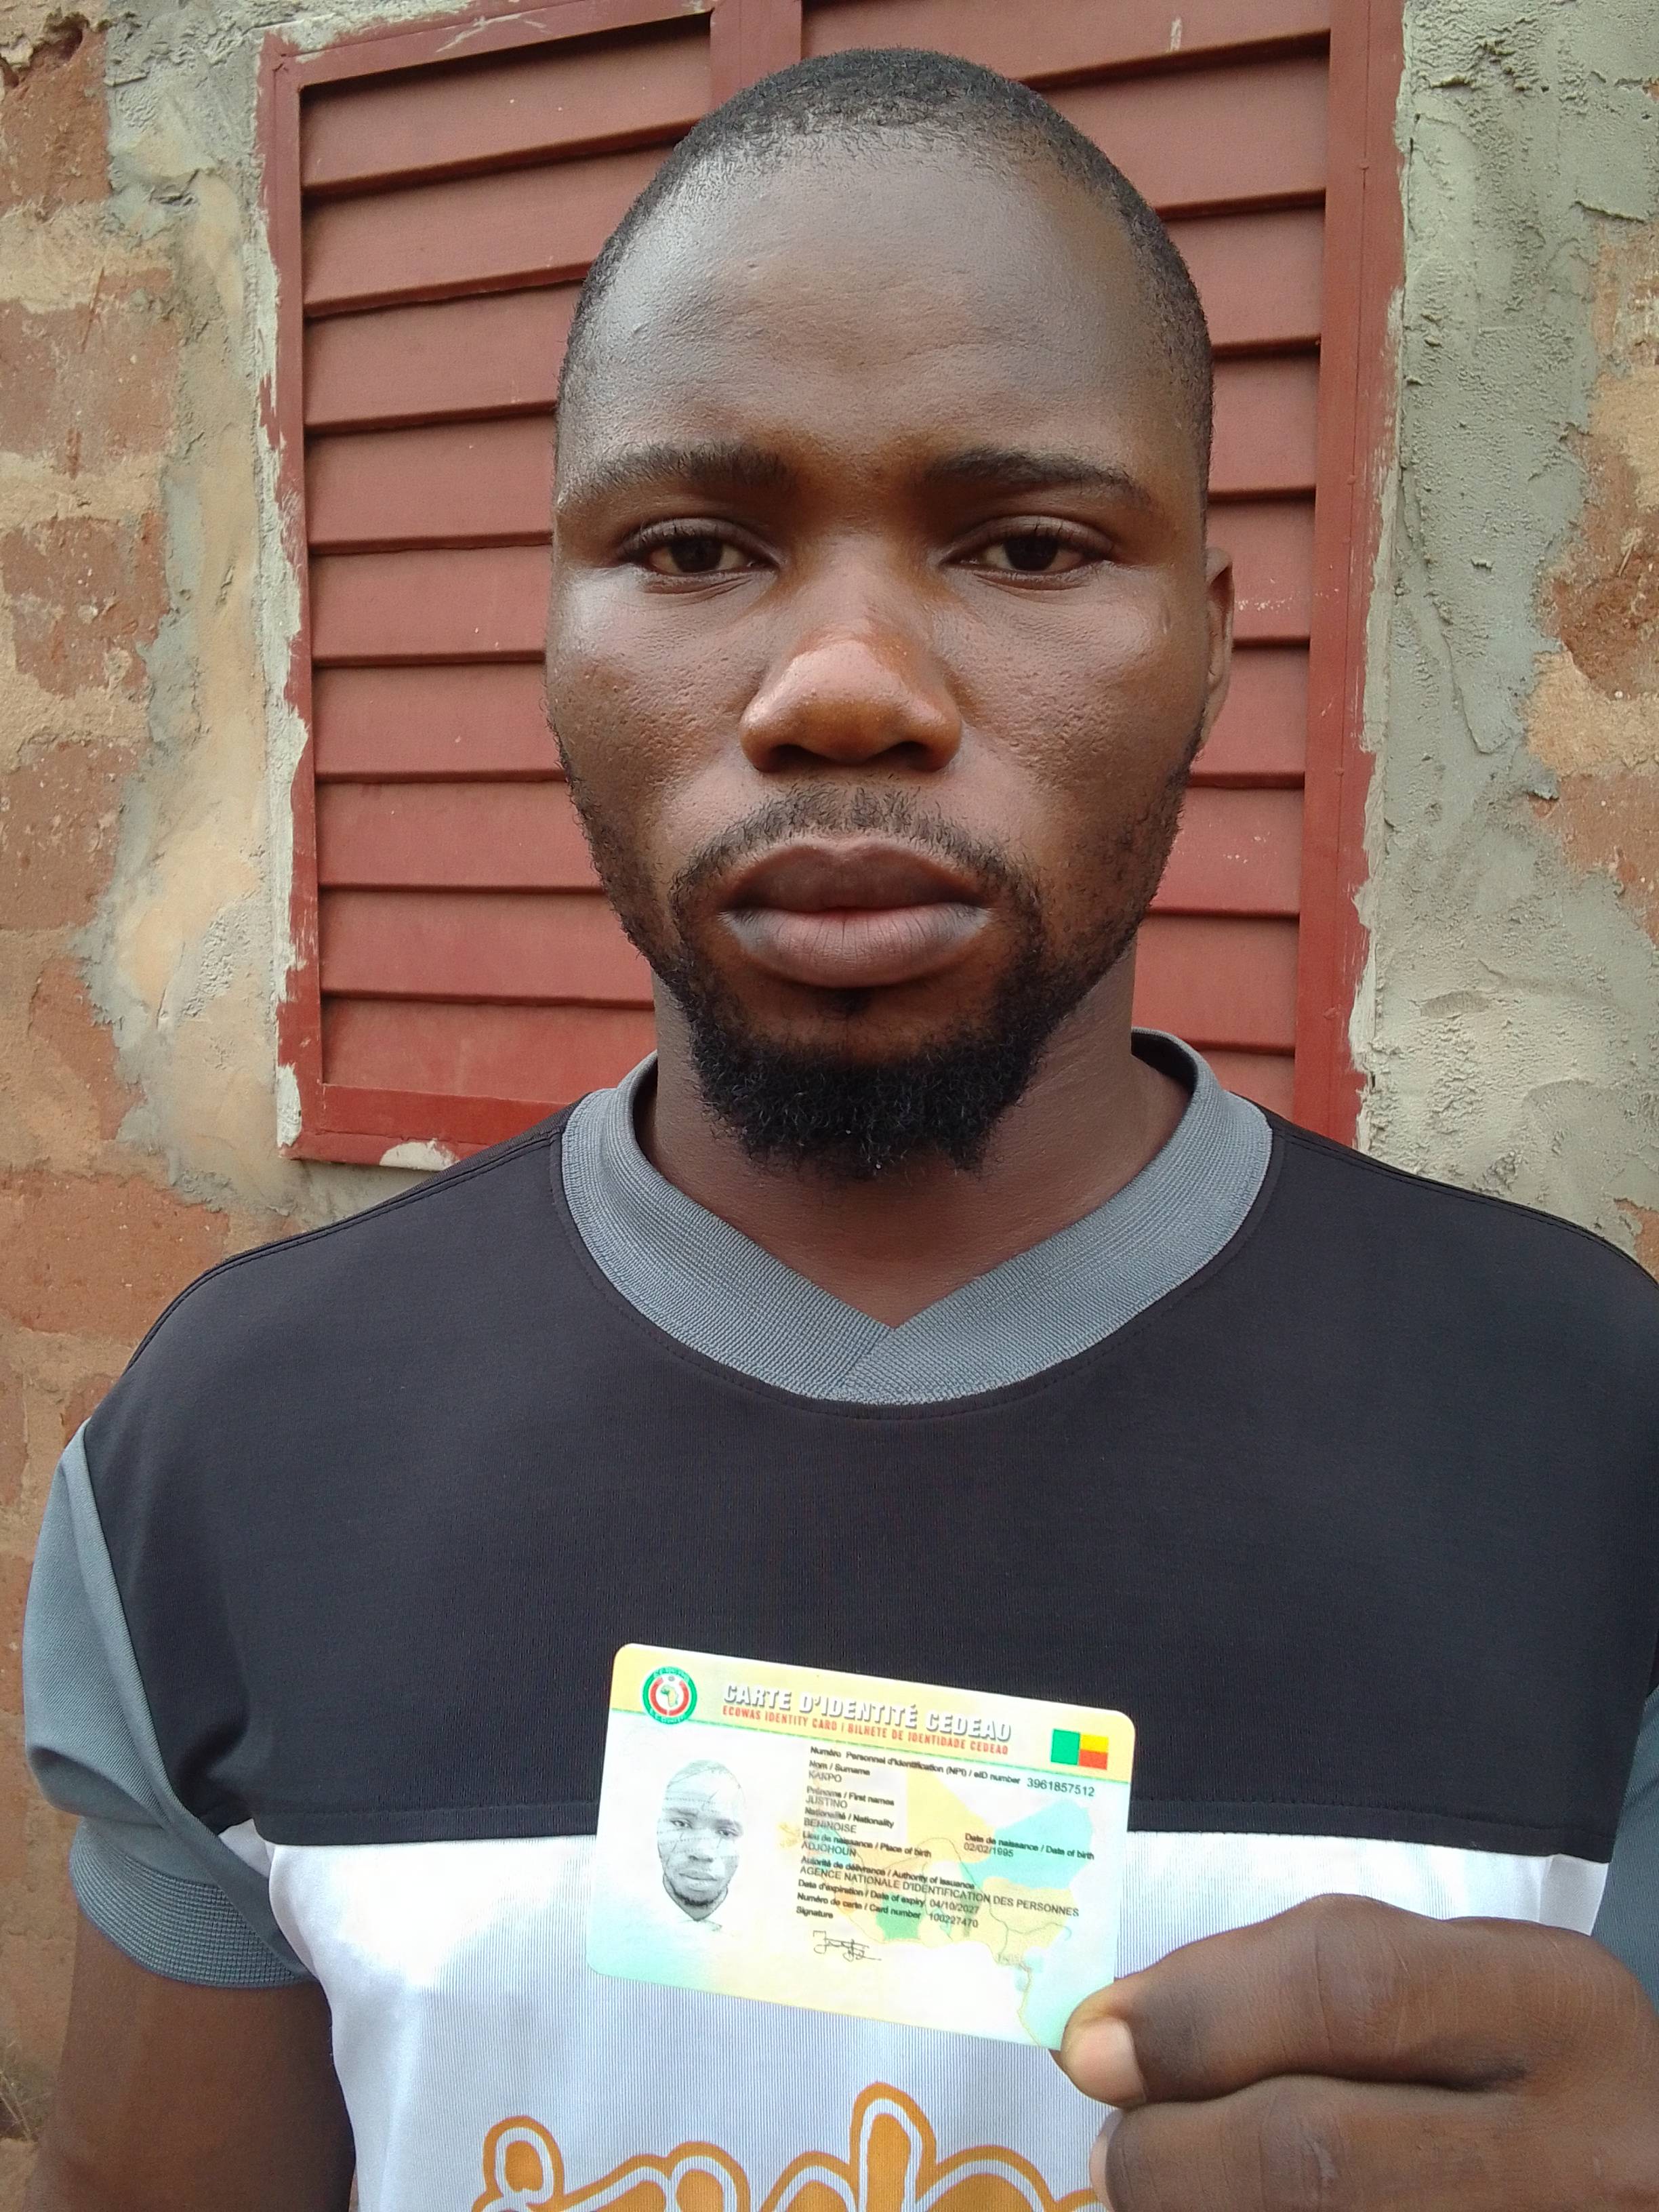 CARTE D'IDENTITÉ CEDEAO
ECOWAS IDENTITY CARD / BILHETE DE IDENTIDADE CEDEAO
Numéro Personnel d'Identification (NPI) / eID number 3961857512
Nom / Surname
KAKPO
Prénoms / First names
JUSTINO
Nationalité / Nationality
BENINOISE
Date de naissance / Date of birth
02/02/1995
Lieu de naissance / Place of birth
ADJOHOUN
Autorité de délivrance / Authority of issuance
AGENCE NATIONALE D'IDENTIFICATION DES PERSONNES
Date d'expiration / Date of expiry 04/10/2027
Numéro de carte / Card number 100227470
Signature